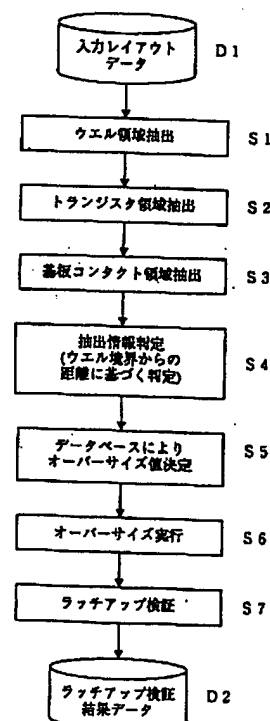 入力レイアウト
データ
D1
ウエル領域抽出
S1
トランジスタ領域抽出
S2
基板コンタクト領域抽出
S3
抽出情報判定
(ウエル境界からの
距離に基づく判定)
S4
データベースにより
オーバーサイズ値決定
S5
オーバーサイズ実行
S6
ラッチアップ検証
S7
ラッチアップ検証
結果データ
D2